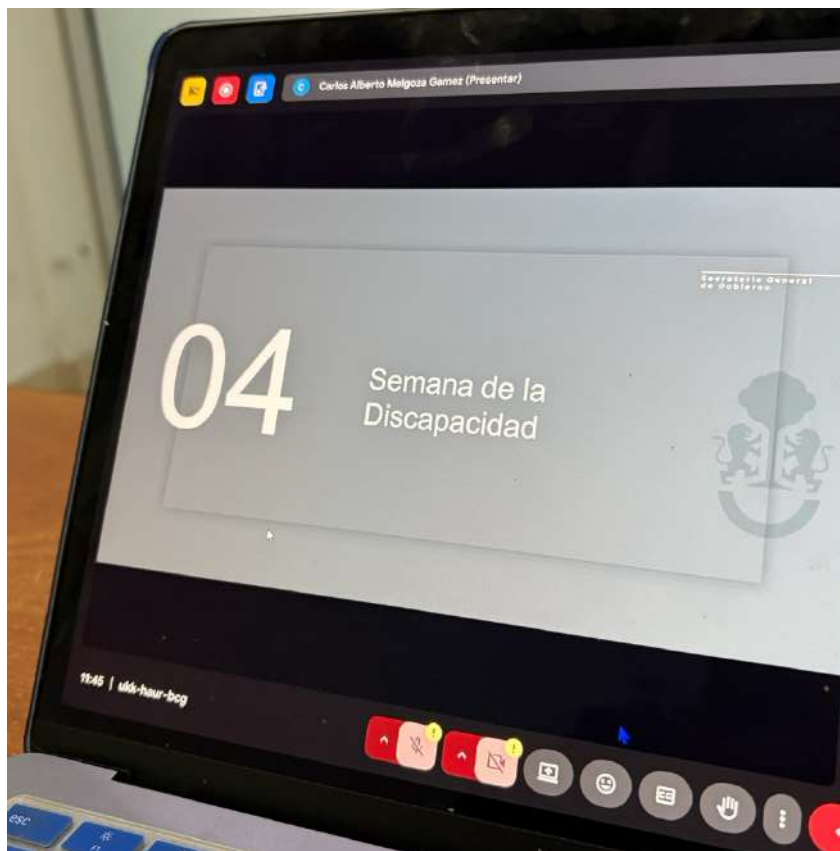 C Carlos Alberto Melgoza Gamez (Presentar)
Secretaría General
de Gobierno
04
Semana de la
Discapacidad
11:45 | ukk-haur-bcg
CC
esc